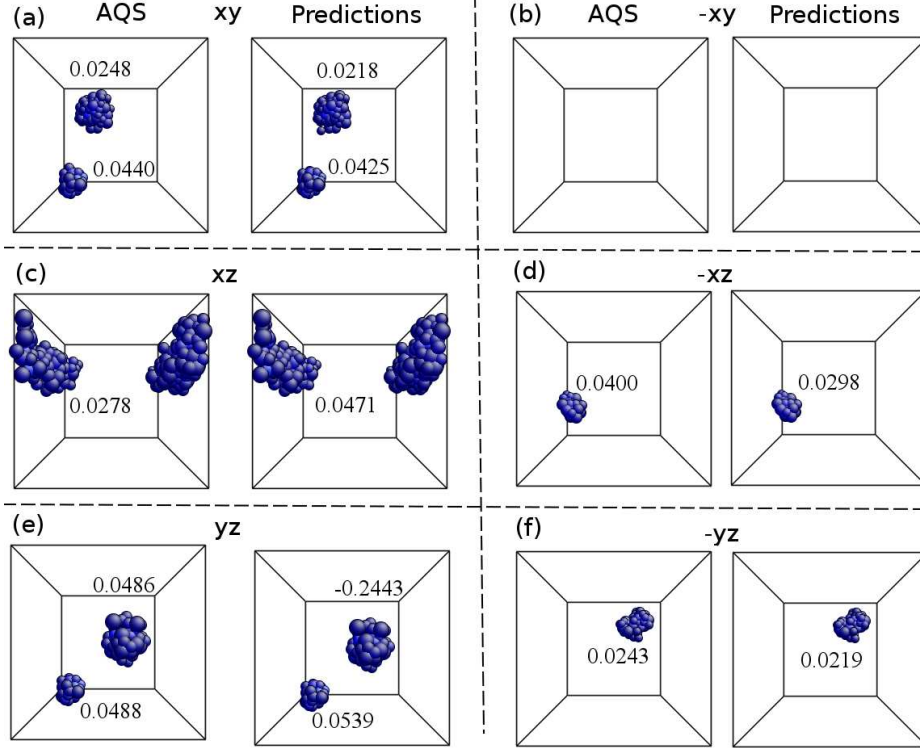 (a) AQS xy Predictions
0.0248 0.0218
0.0440 0.0425
(b) AQS -xy Predictions
(c) xz
0.0278 0.0471
(d) -xz
0.0400 0.0298
(e) yz
0.0486 -0.2443
0.0488 0.0539
(f) -yz
0.0243 0.0219